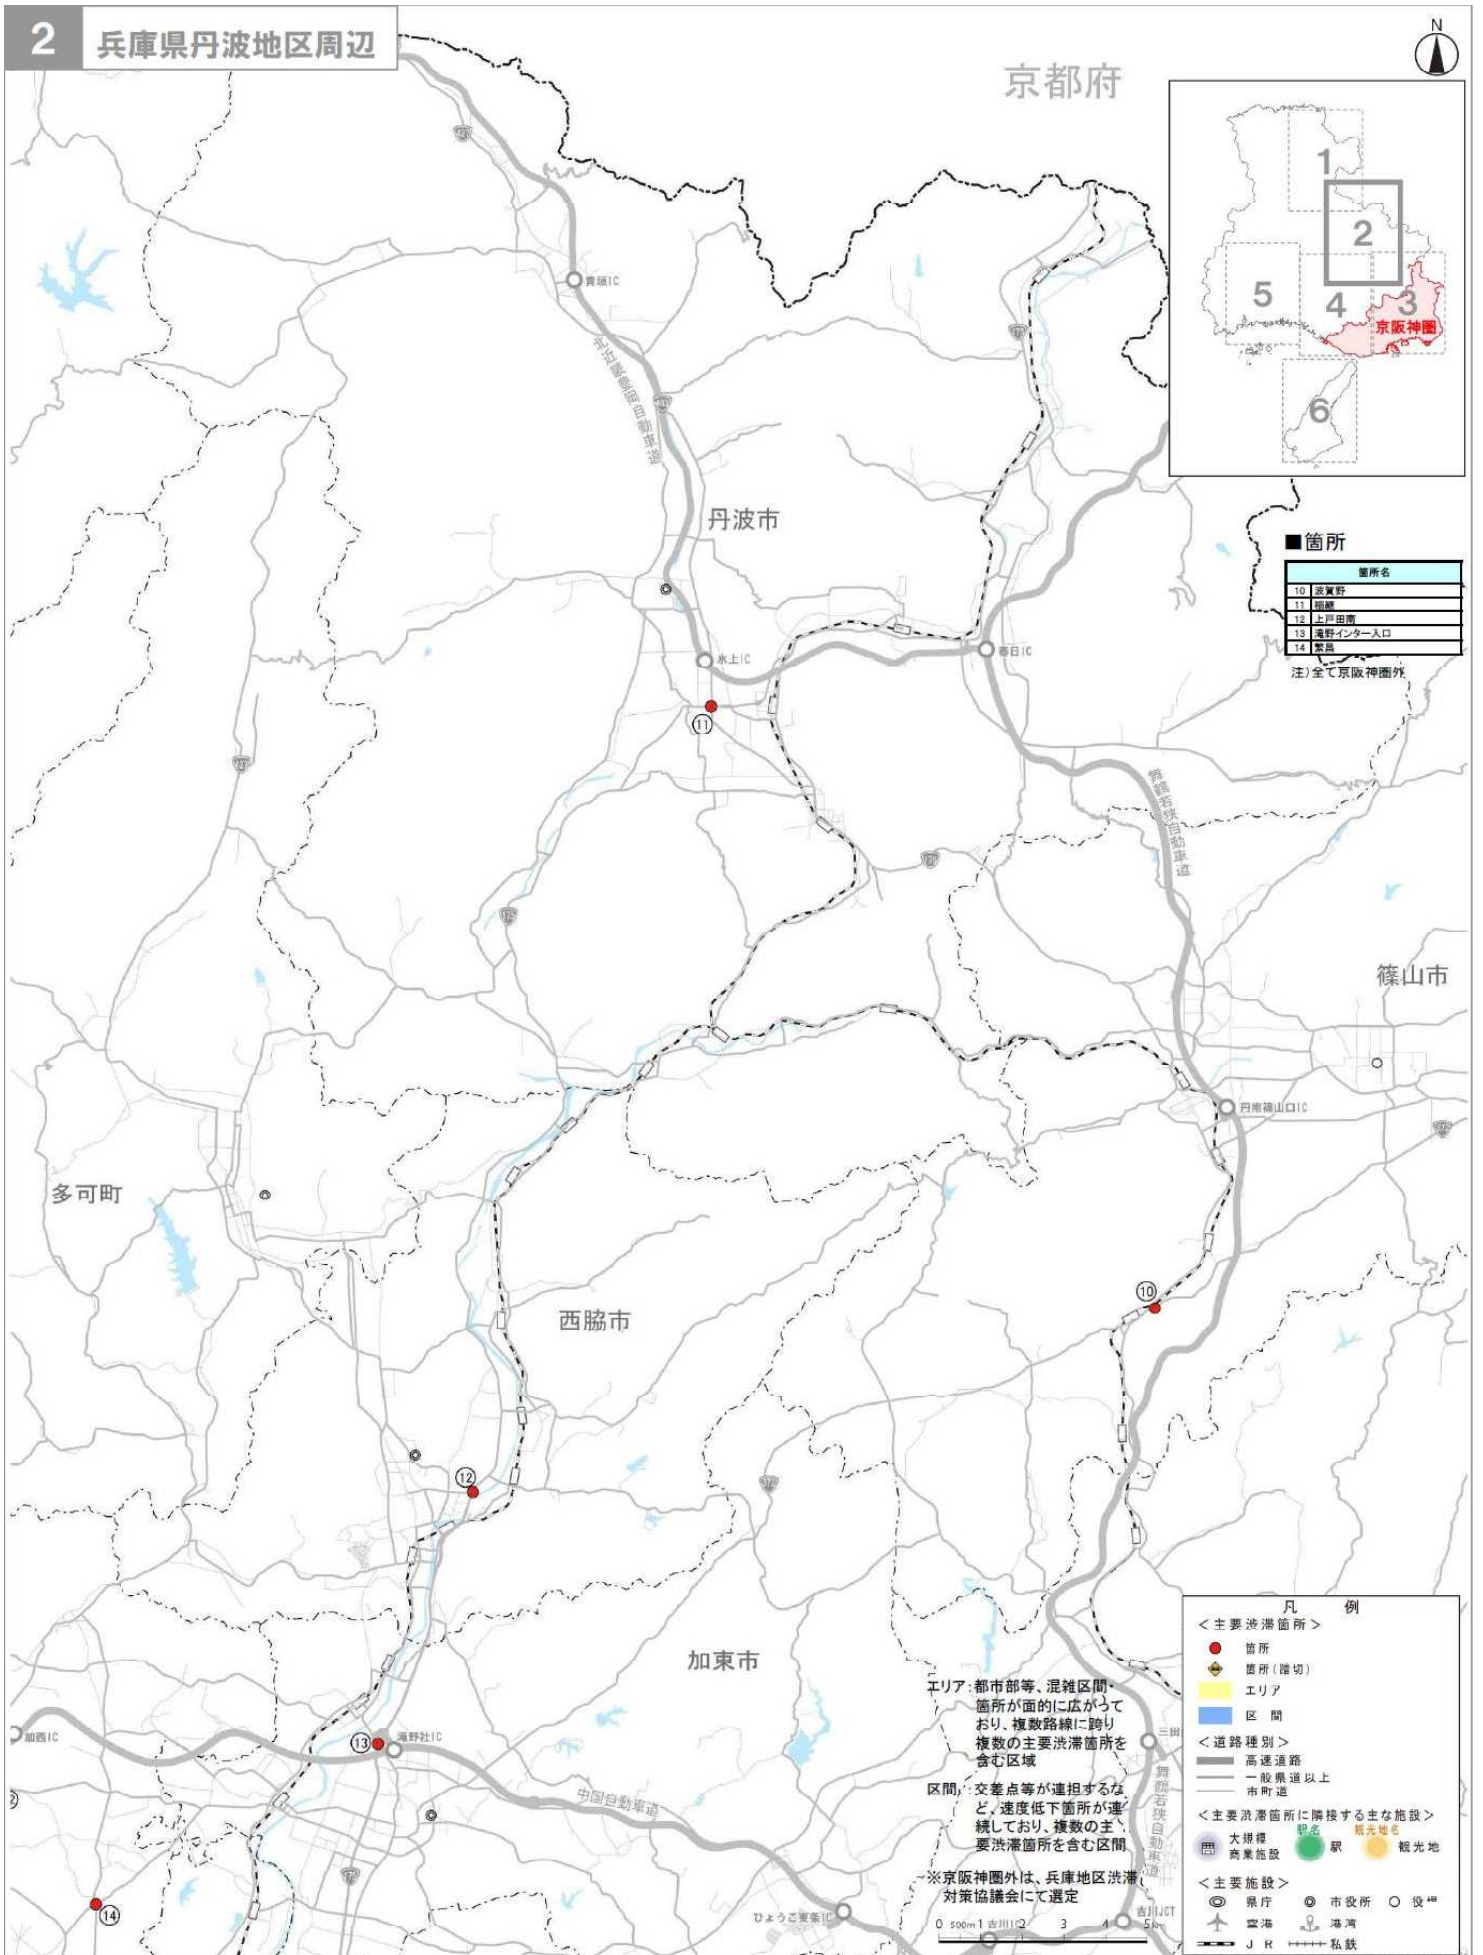 2
兵庫県丹波地区周辺
N
京都府
1
2
3
4
5
6
京阪神圏
青垣IC
北近畿豊岡自動車道
丹波市
■箇所
箇所名
10 波賀野
11 稲継
12 上戸田南
13 滝野インター入口
14 繁昌
注)全て京阪神圏外
氷上IC
春日IC
11
舞鶴若狭自動車道
175
篠山市
丹南篠山口IC
多可町
西脇市
10
12
加東市
加西IC
13
滝野社IC
中国自動車道
14
ひょうご東条IC
三田
舞鶴若狭自動車道
吉川JCT
吉川IC
エリア:都市部等、混雑区間・
箇所が面的に広がって
おり、複数路線に跨り
複数の主要渋滞箇所を
含む区域
区間:交差点等が連担するな
ど、速度低下箇所が連
続しており、複数の主
要渋滞箇所を含む区間
※京阪神圏外は、兵庫地区渋滞
対策協議会にて選定
0 500m 1 2 3 4 5km
凡 例
<主要渋滞箇所>
箇所
箇所(踏切)
エリア
区 間
<道路種別>
高速道路
一般県道以上
市町道
<主要渋滞箇所に隣接する主な施設>
大規模
商業施設
駅名
駅
観光地名
観光地
<主要施設>
県庁 市役所 役
空港 港湾
JR 私鉄